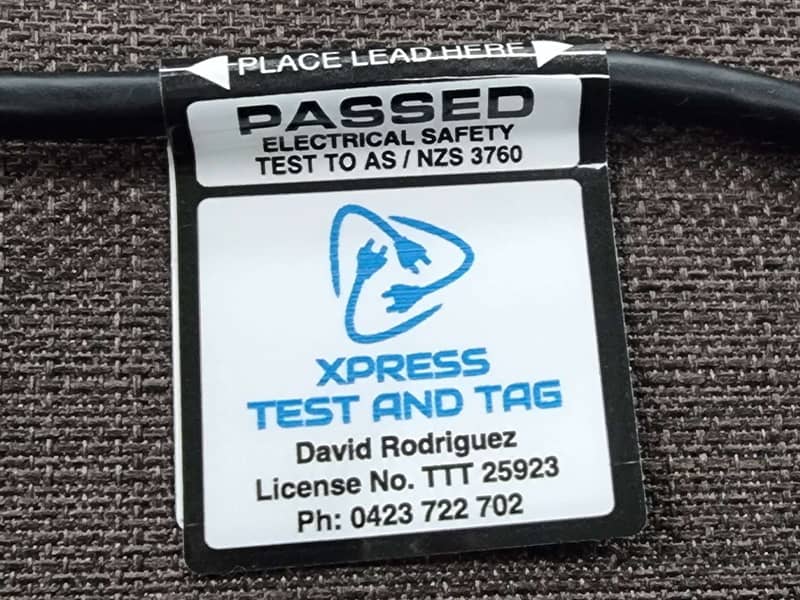 PLACE LEAD HERE
PASSED
ELECTRICAL SAFETY
TEST TO AS / NZS 3760
XPRESS
TEST AND TAG
David Rodriguez
License No. TTT 25923
Ph: 0423 722 702